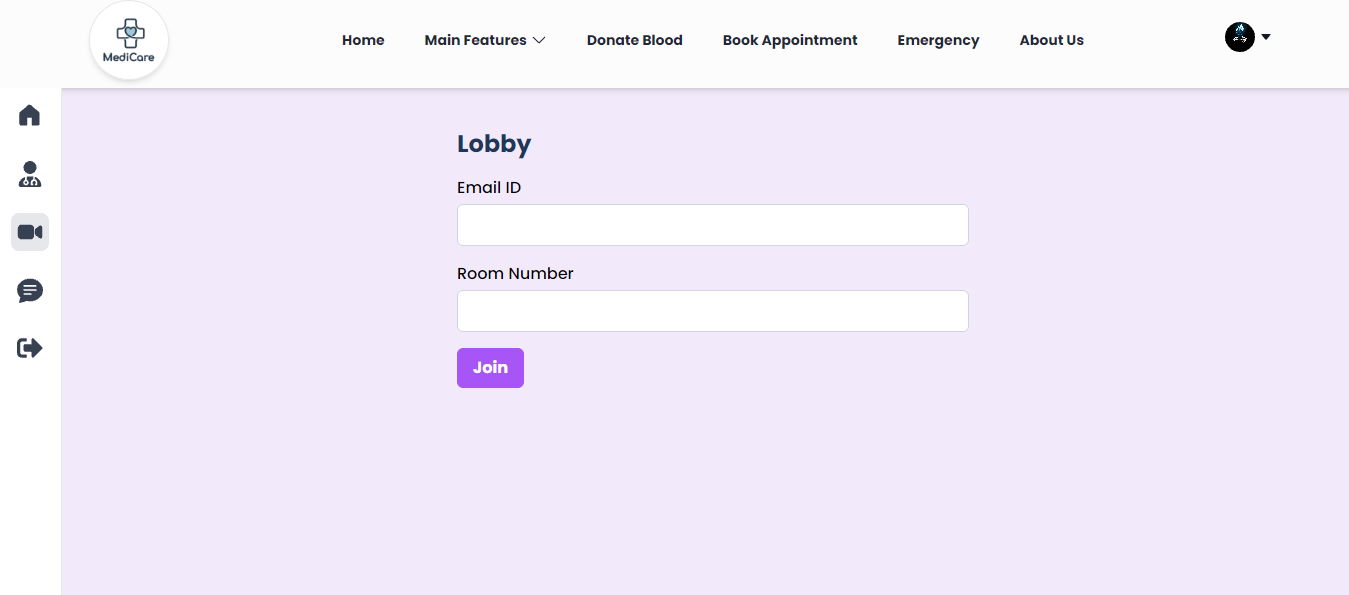 MediCare
Home Main Features Donate Blood Book Appointment Emergency About Us
Lobby
Email ID
Room Number
Join